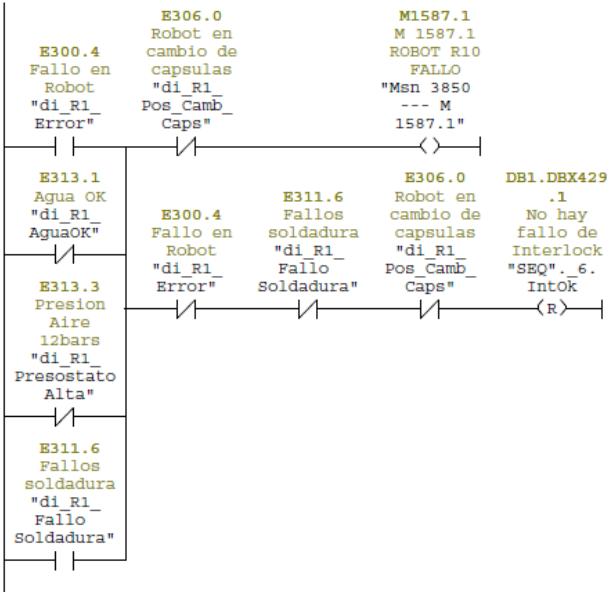 E300.4
Fallo en
Robot
"di_R1_
Error"
E306.0
Robot en
cambio de
capsulas
"di_R1_
Pos_Camb_
Caps"
M1587.1
M 1587.1
ROBOT R10
FALLO
"Msn 3850
--- M
1587.1"
E313.1
Agua OK
"di_R1_
AguaOK"
E300.4
Fallo en
Robot
"di_R1_
Error"
E311.6
Fallos
soldadura
"di_R1_
Fallo
Soldadura"
E306.0
Robot en
cambio de
capsulas
"di_R1_
Pos_Camb_
Caps"
DB1.DBX429
.1
No hay
fallo de
Interlock
"SEQ"._6.
IntOk
R
E313.3
Presion
Aire
12bars
"di_R1_
Presostato
Alta"
E311.6
Fallos
soldadura
"di_R1_
Fallo
Soldadura"